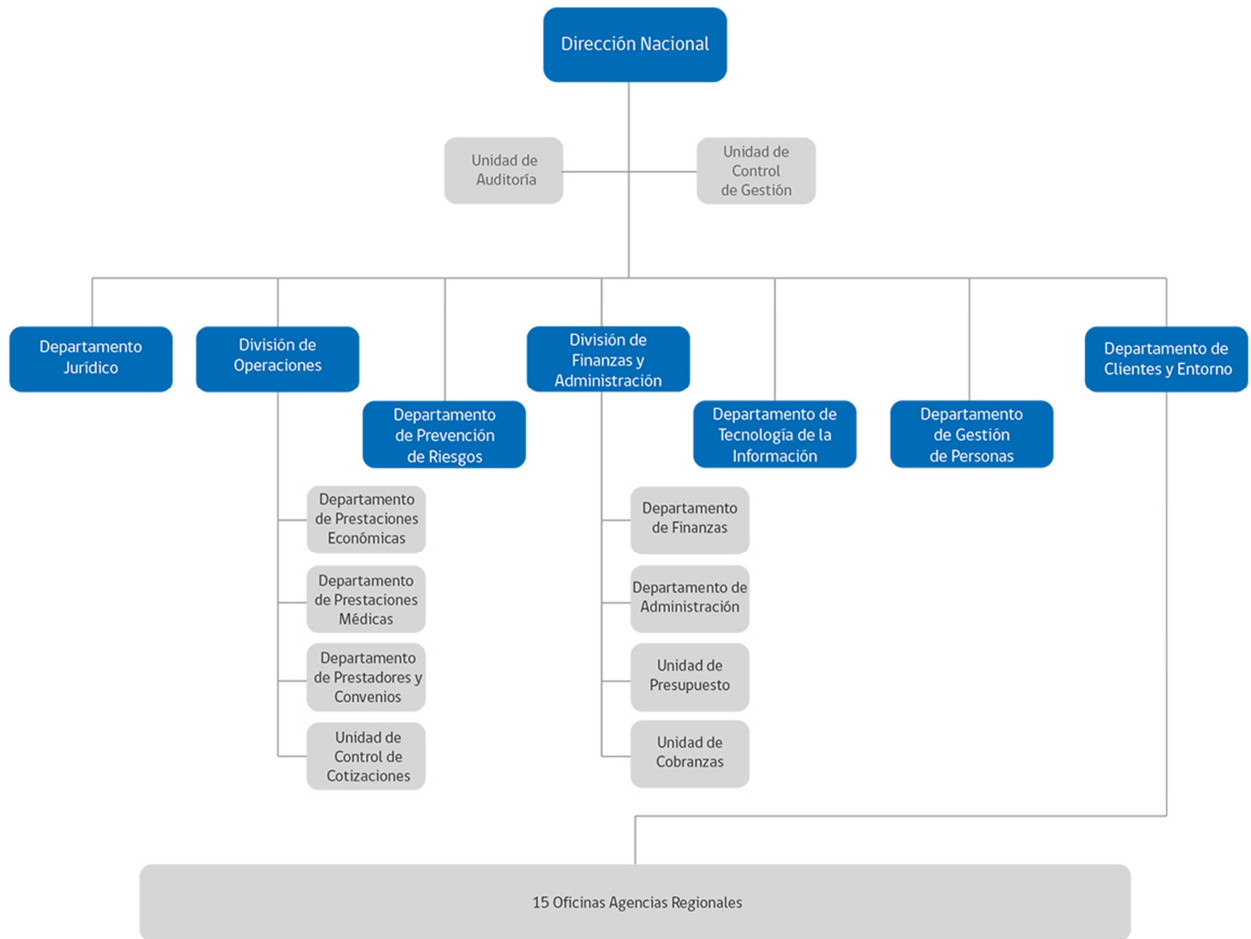 Dirección Nacional
Unidad de
Auditoría
Unidad de
Control
de Gestión
Departamento
Jurídico
División de
Operaciones
Departamento
de Prevención
de Riesgos
División de
Finanzas y
Administración
Departamento de
Tecnología de la
Información
Departamento
de Gestión
de Personas
Departamento de
Clientes y Entorno
Departamento
de Prestaciones
Económicas
Departamento
de Prestaciones
Médicas
Departamento
de Prestadores y
Convenios
Unidad de
Control de
Cotizaciones
Departamento
de Finanzas
Departamento de
Administración
Unidad de
Presupuesto
Unidad de
Cobranzas
15 Oficinas Agencias Regionales